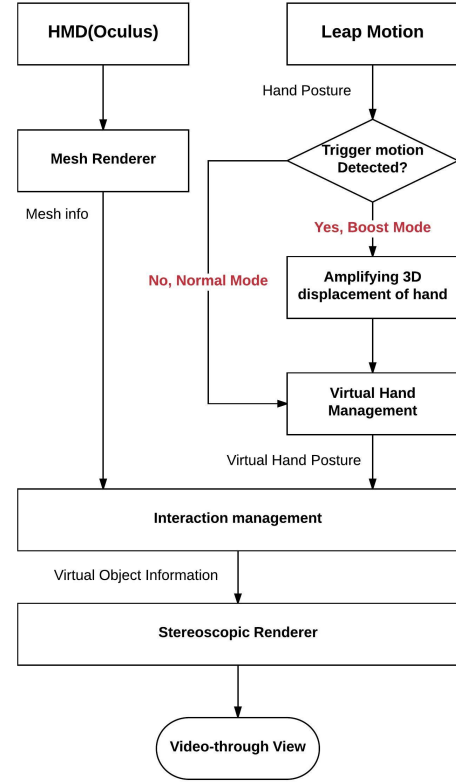 HMD(Oculus)
Leap Motion
Hand Posture
Mesh Renderer
Trigger motion
Detected?
Mesh info
Yes, Boost Mode
No, Normal Mode
Amplifying 3D
displacement of hand
Virtual Hand
Management
Virtual Hand Posture
Interaction management
Virtual Object Information
Stereoscopic Renderer
Video-through View